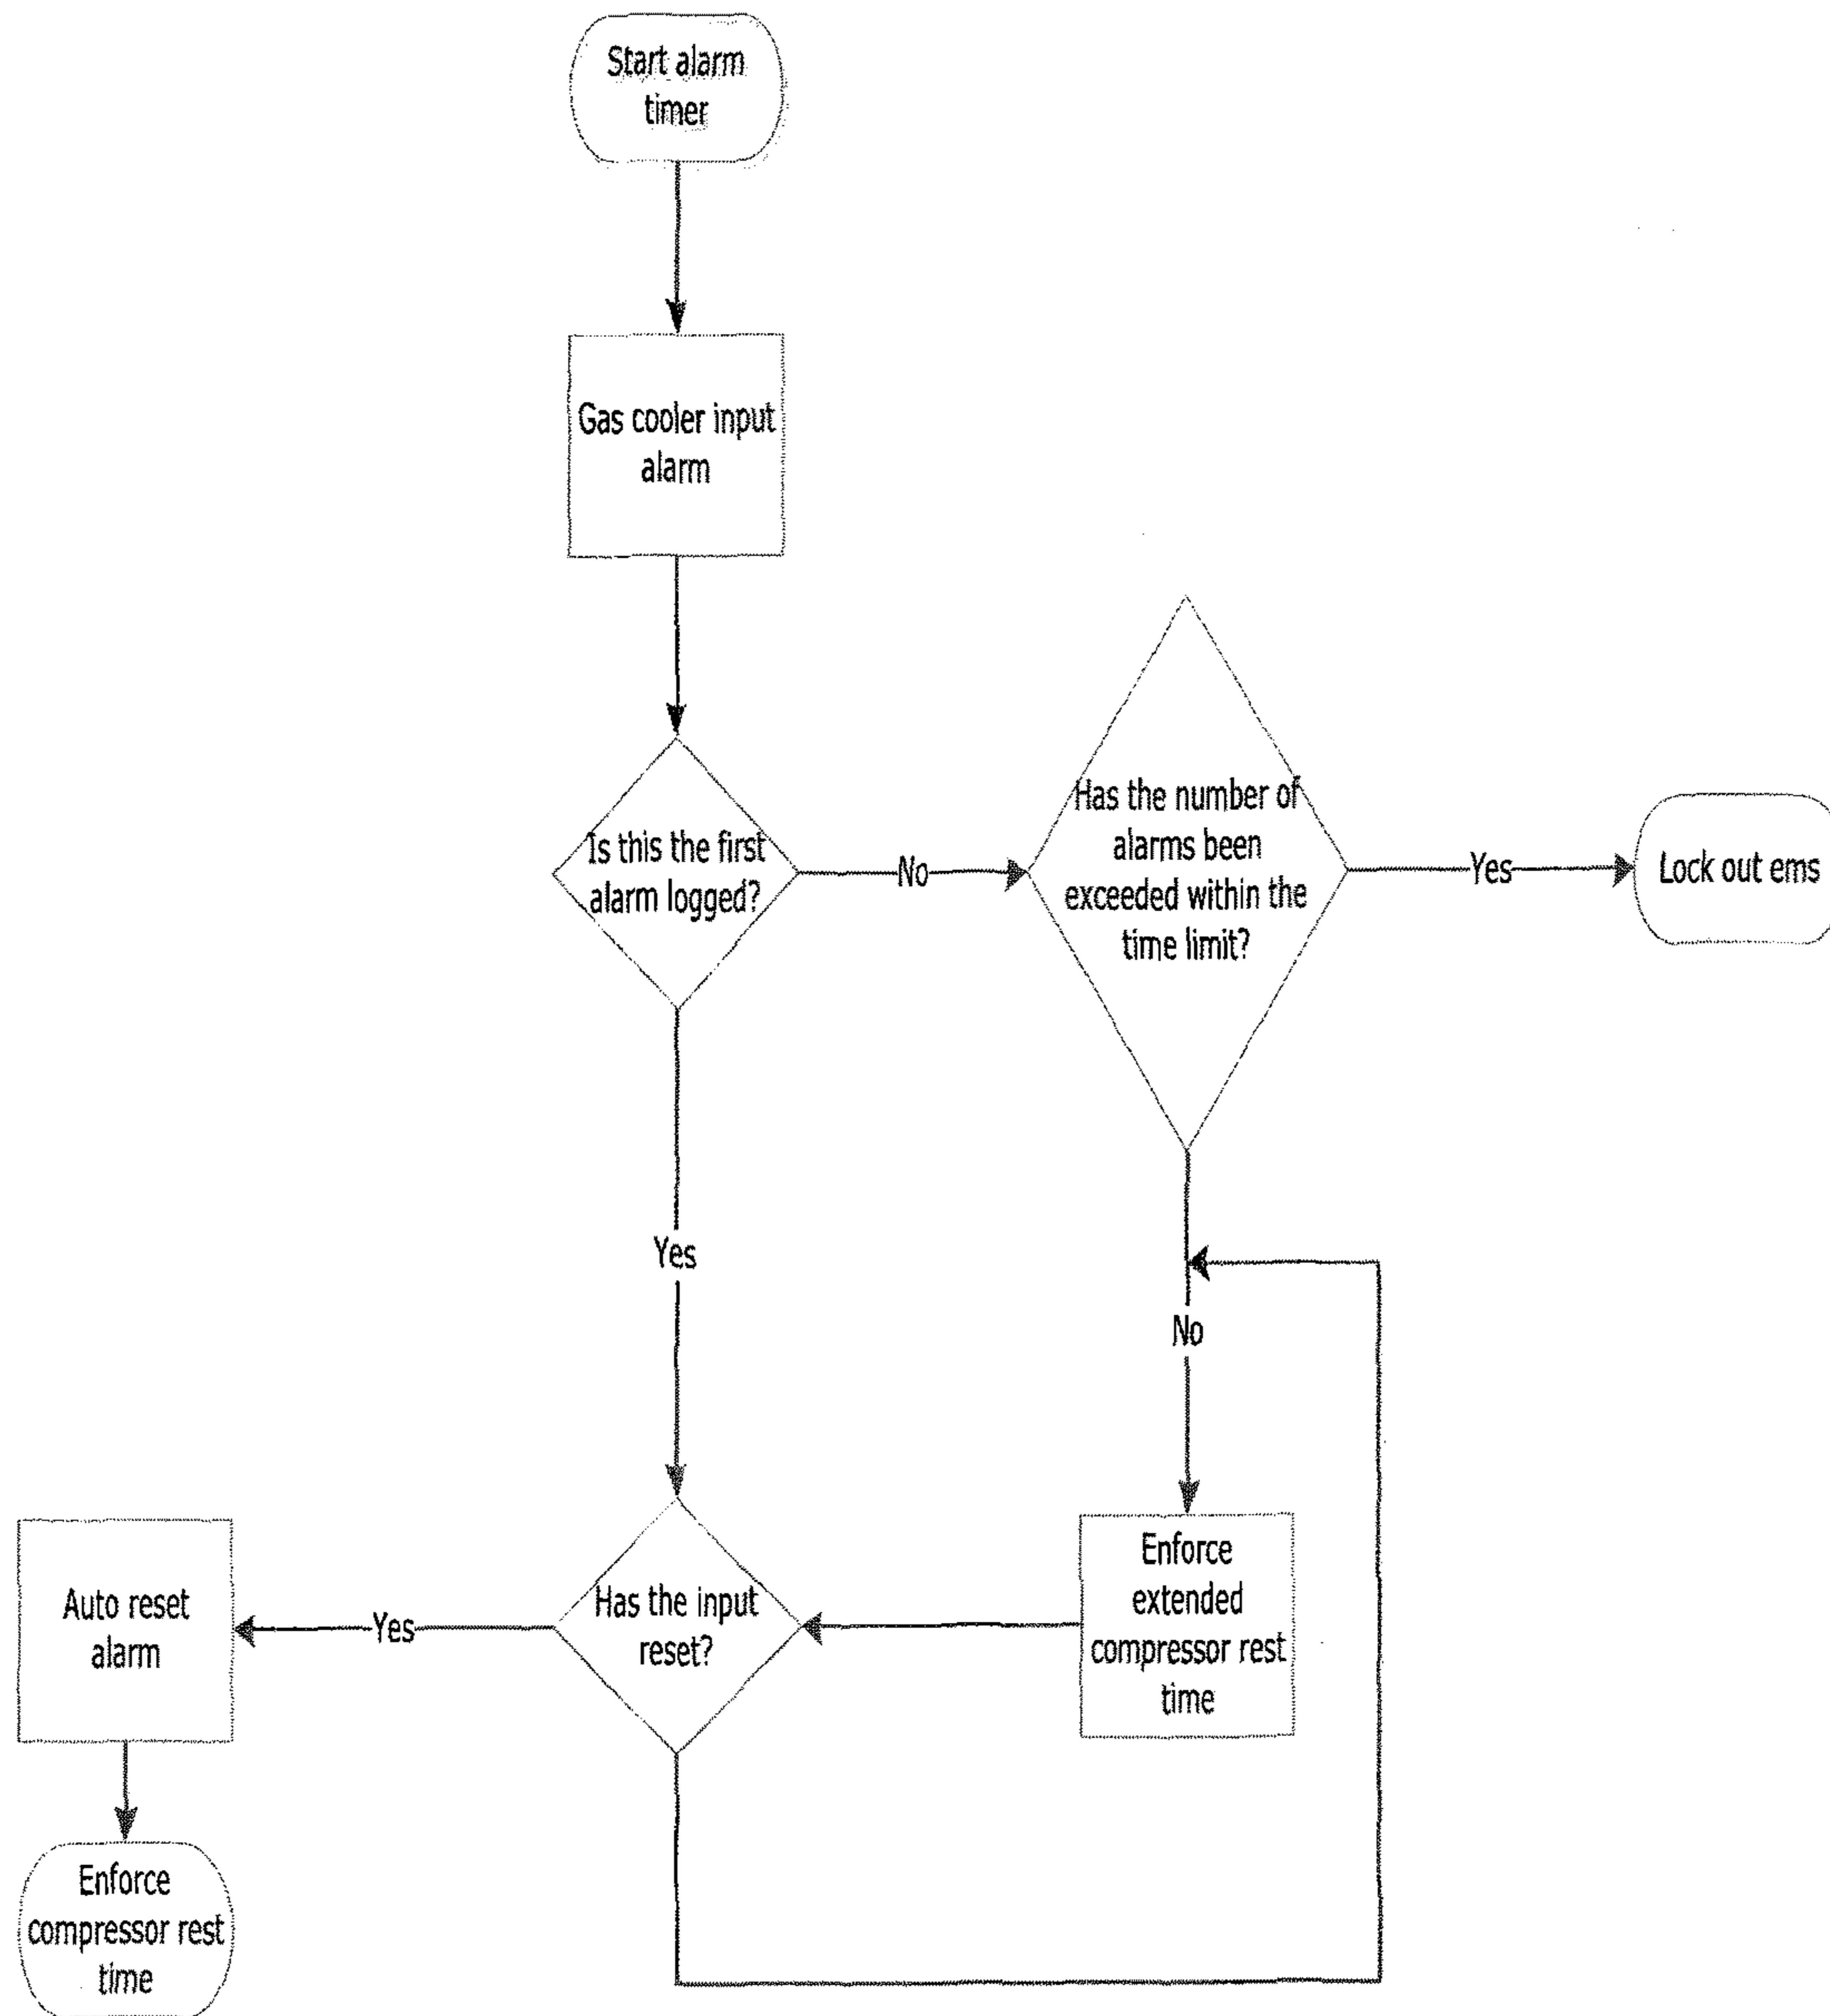 Start alarm
timer
Gas cooler input
alarm
Is this the first
alarm logged?
No
Has the number of
alarms been
exceeded within the
time limit?
Yes
Lock out ems
Yes
No
Has the input
reset?
Enforce
extended
compressor rest
time
Yes
Auto reset
alarm
Enforce
compressor rest
time